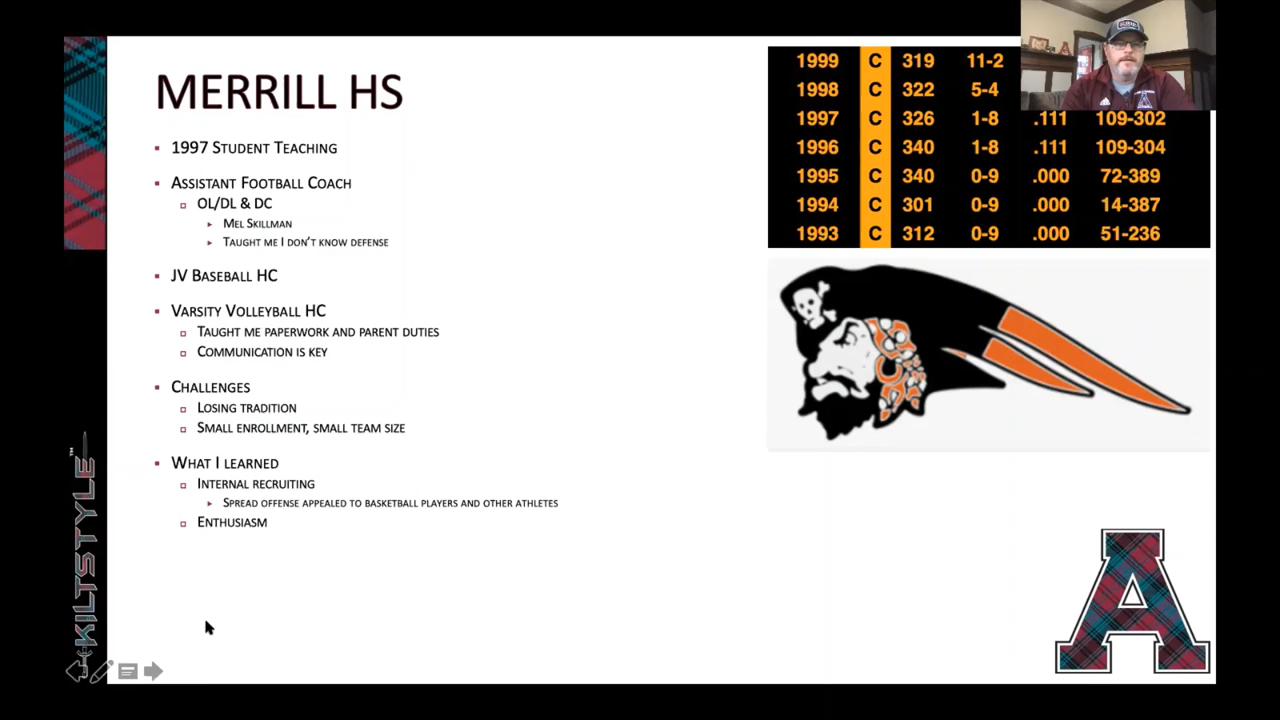 MERRILL HS
1997 STUDENT TEACHING
ASSISTANT FOOTBALL COACH
OL/DL & DC
MEL SKILLMAN
TAUGHT ME I DON'T KNOW DEFENSE
JV BASEBALL HC
VARSITY VOLLEYBALL HC
TAUGHT ME PAPERWORK AND PARENT DUTIES
COMMUNICATION IS KEY
CHALLENGES
LOSING TRADITION
SMALL ENROLLMENT, SMALL TEAM SIZE
WHAT I LEARNED
INTERNAL RECRUITING
SPREAD OFFENSE APPEALED TO BASKETBALL PLAYERS AND OTHER ATHLETES
ENTHUSIASM
1999 C 319 11-2
1998 C 322 5-4
1997 C 326 1-8 .111 109-302
1996 C 340 1-8 .111 109-304
1995 C 340 0-9 .000 72-389
1994 C 301 0-9 .000 14-387
1993 C 312 0-9 .000 51-236
KILTSTYLE™
A